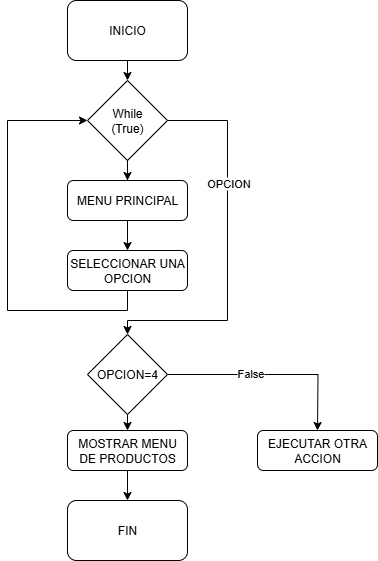 INICIO
While
(True)
OPCION
MENU PRINCIPAL
SELECCIONAR UNA
OPCION
OPCION=4
False
MOSTRAR MENU
DE PRODUCTOS
EJECUTAR OTRA
ACCION
FIN